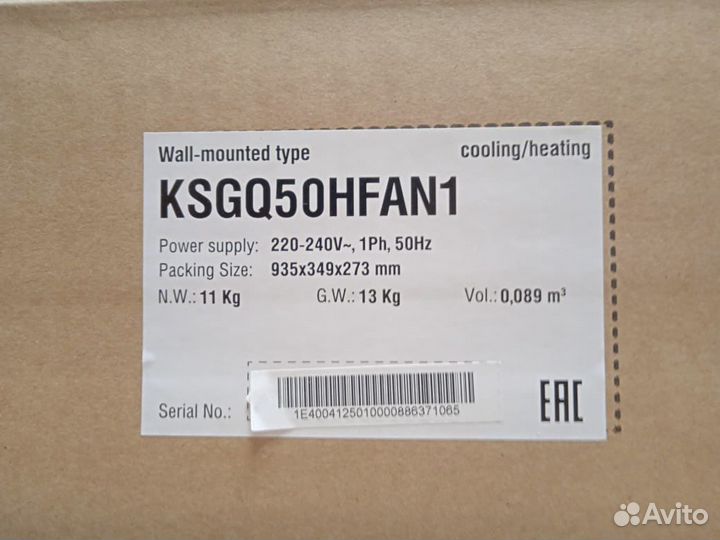 Wall-mounted type cooling/heating
KSGQ50HFAN1
Power supply: 220-240V~, 1Ph, 50Hz
Packing Size: 935x349x273 mm
N.W.: 11 Kg G.W.: 13 Kg Vol.: 0,089 m³
Serial No.: 1E4004125010000886371065
EAC
Avito